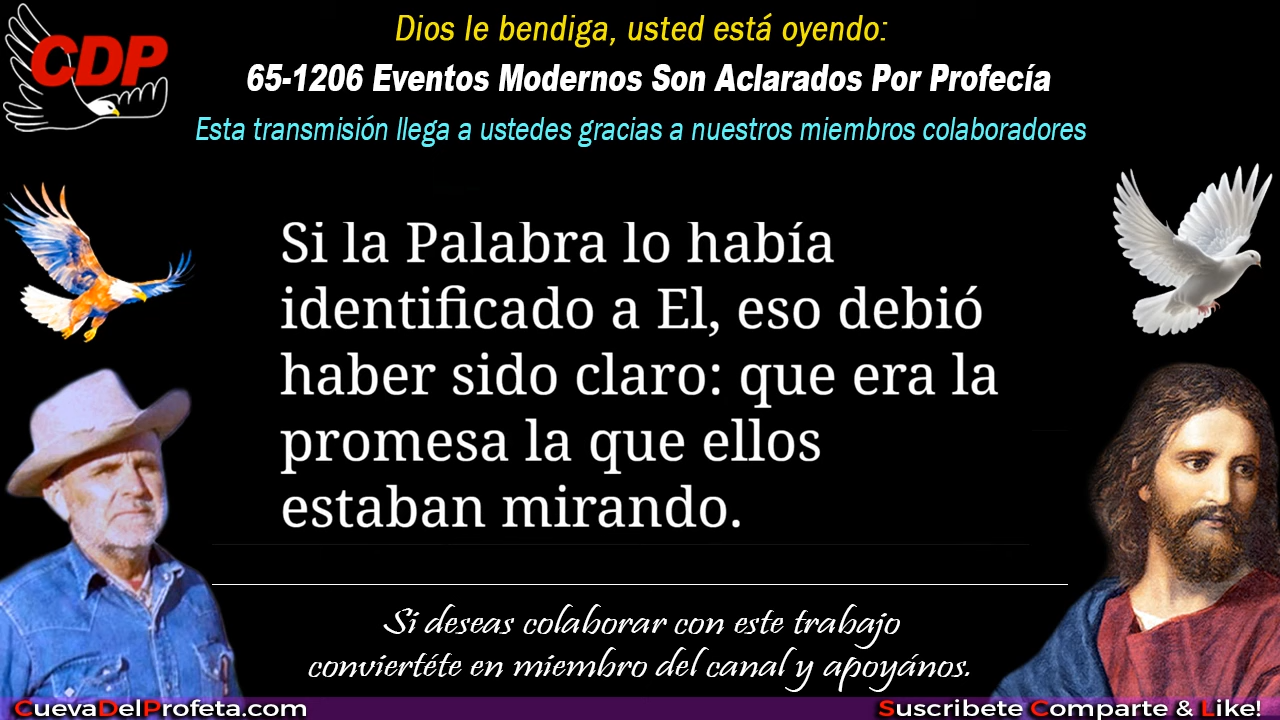 CDP
Dios le bendiga, usted está oyendo:
65-1206 Eventos Modernos Son Aclarados Por Profecía
Esta transmisión llega a ustedes gracias a nuestros miembros colaboradores
Si la Palabra lo había
identificado a El, eso debió
haber sido claro: que era la
promesa la que ellos
estaban mirando.
Si deseas colaborar con este trabajo
conviertéte en miembro del canal y apoyános.
CuevaDelProfeta.com
Suscribete Comparte & Like!